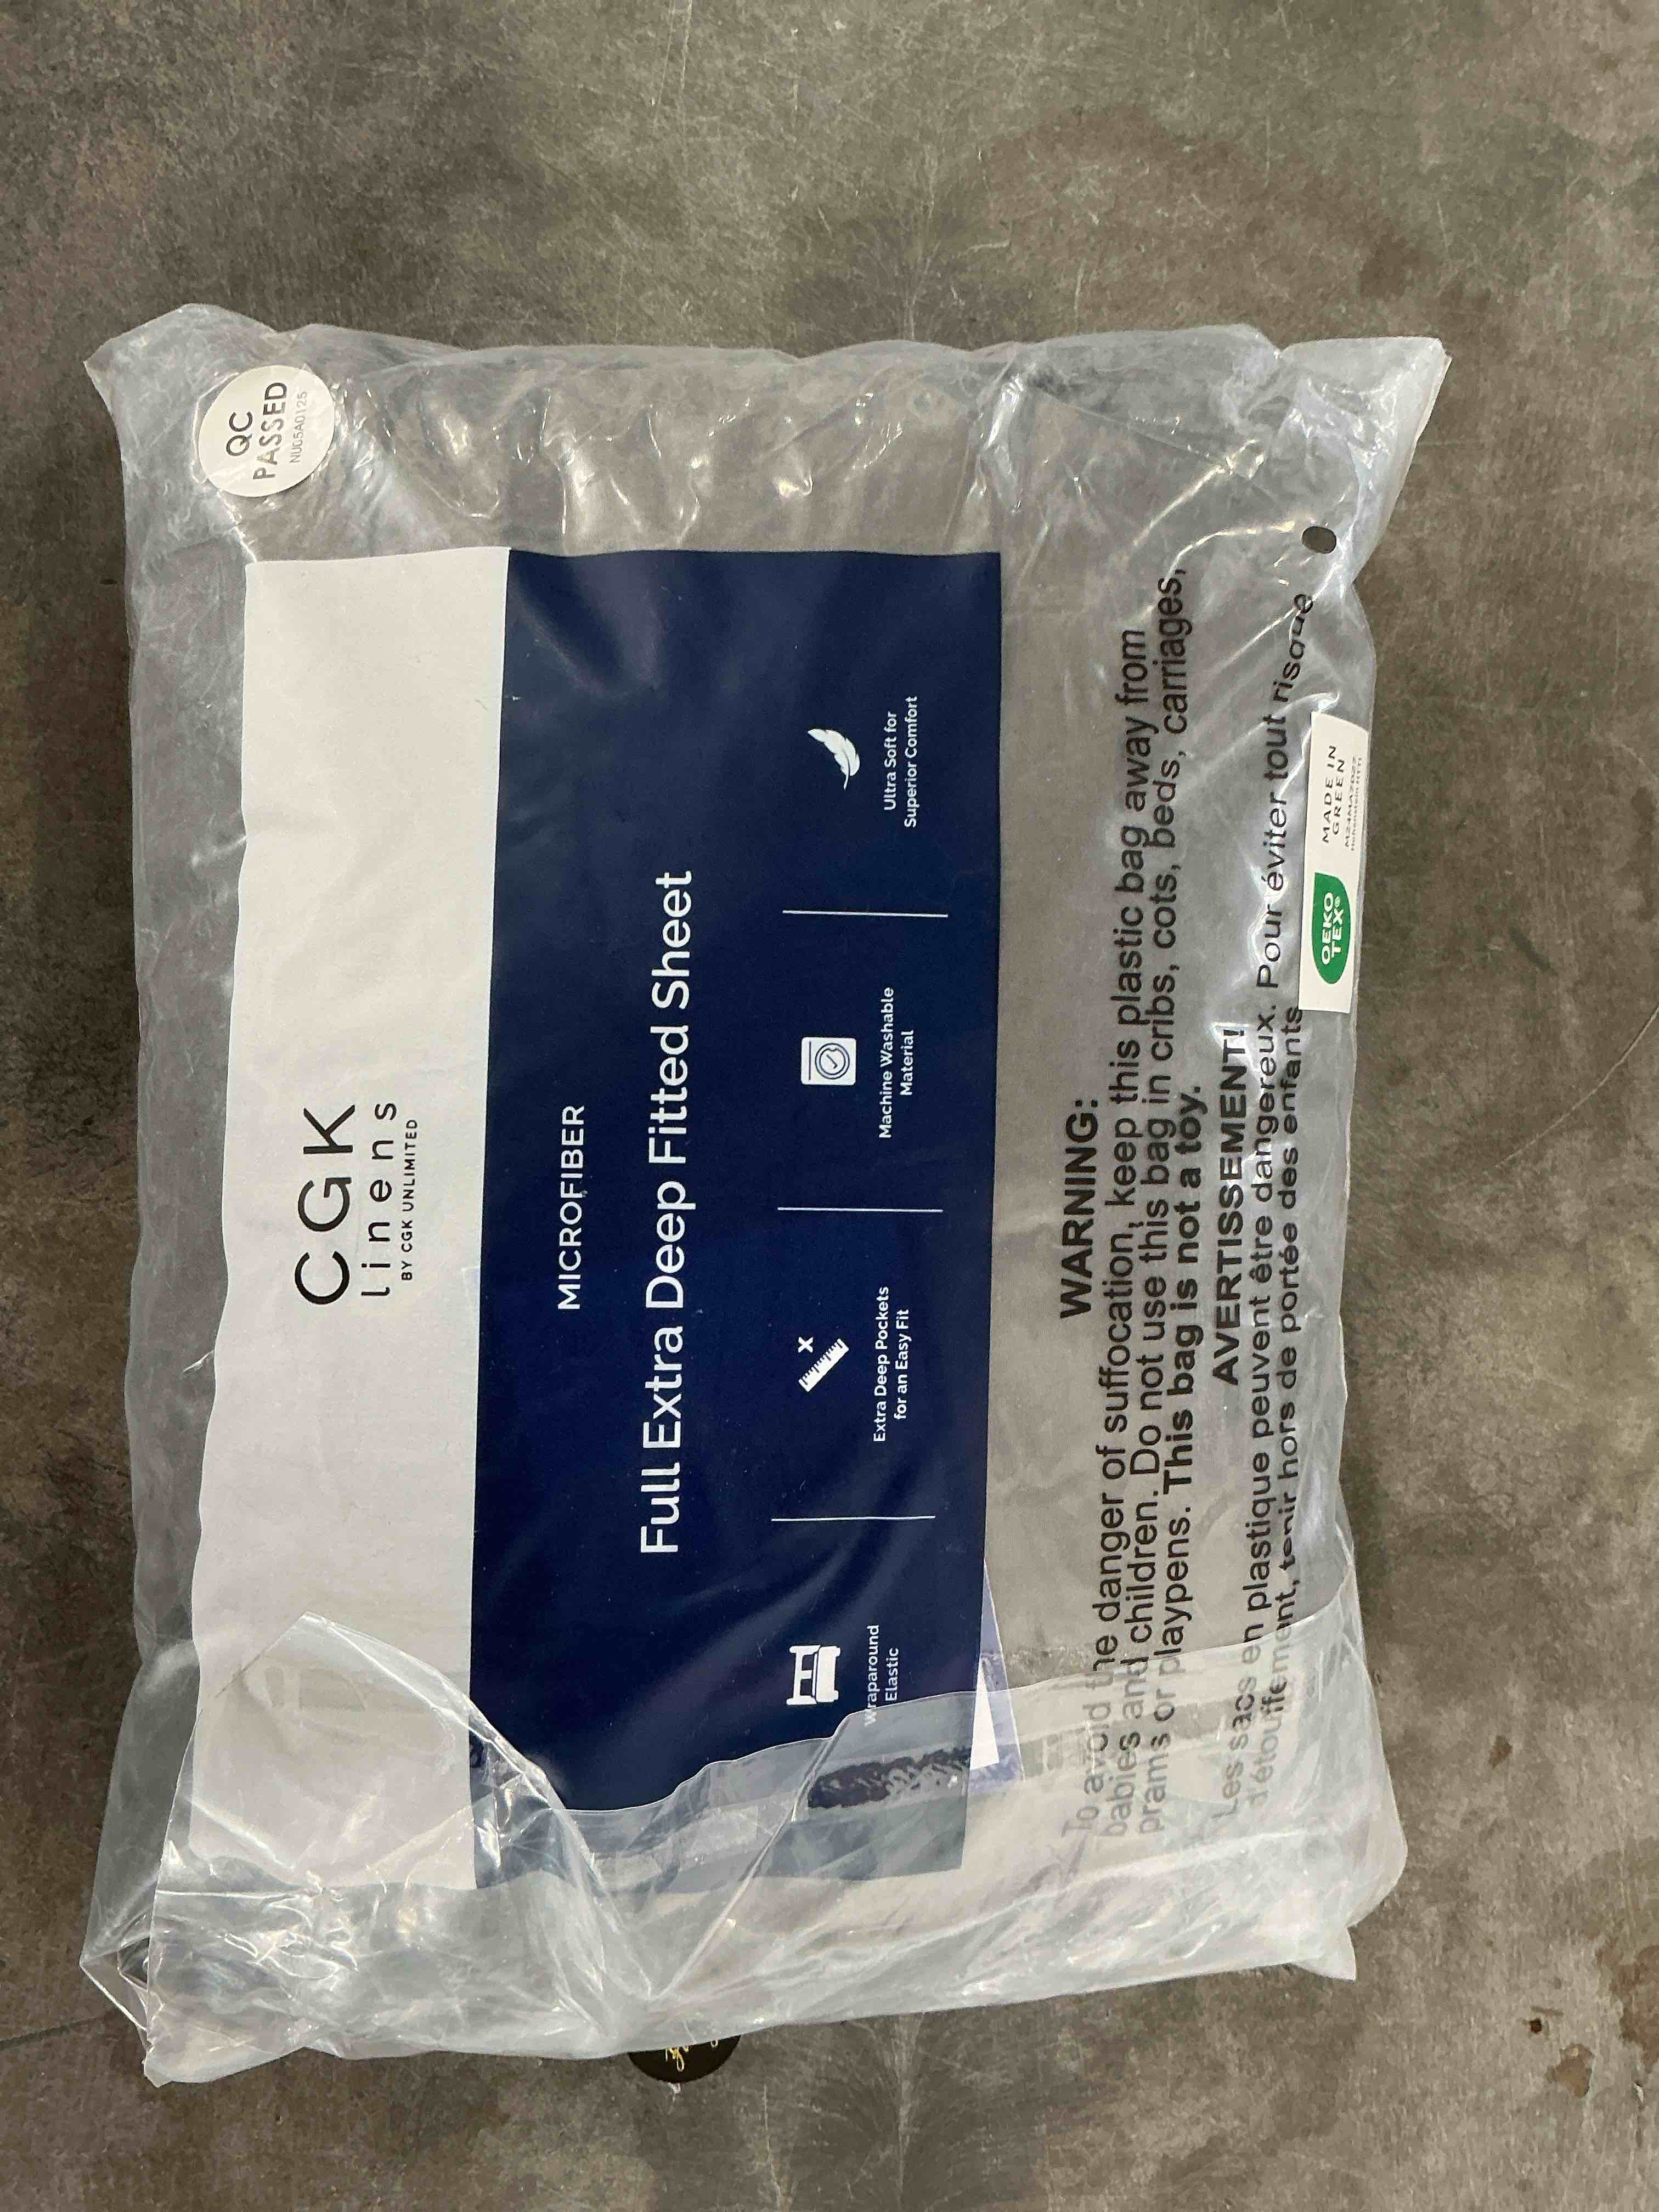 QC
PASSED
NU05A0125
CGK
linens
BY CGK UNLIMITED
MICROFIBER
Full Extra Deep Fitted Sheet
Wraparound
Elastic
Extra Deep Pockets
for an Easy Fit
Machine Washable
Material
Ultra Soft for
Superior Comfort
WARNING:
To avoid the danger of suffocation, keep this plastic bag away from
babies and children. Do not use this bag in cribs, cots, beds, carriages,
prams or playpens. This bag is not a toy.
AVERTISSEMENT!
Les sacs en plastique peuvent être dangereux. Pour éviter tout risque
d'étouffement, tenir hors de portée des enfants
OEKO
TEX®
MADE IN
GREEN